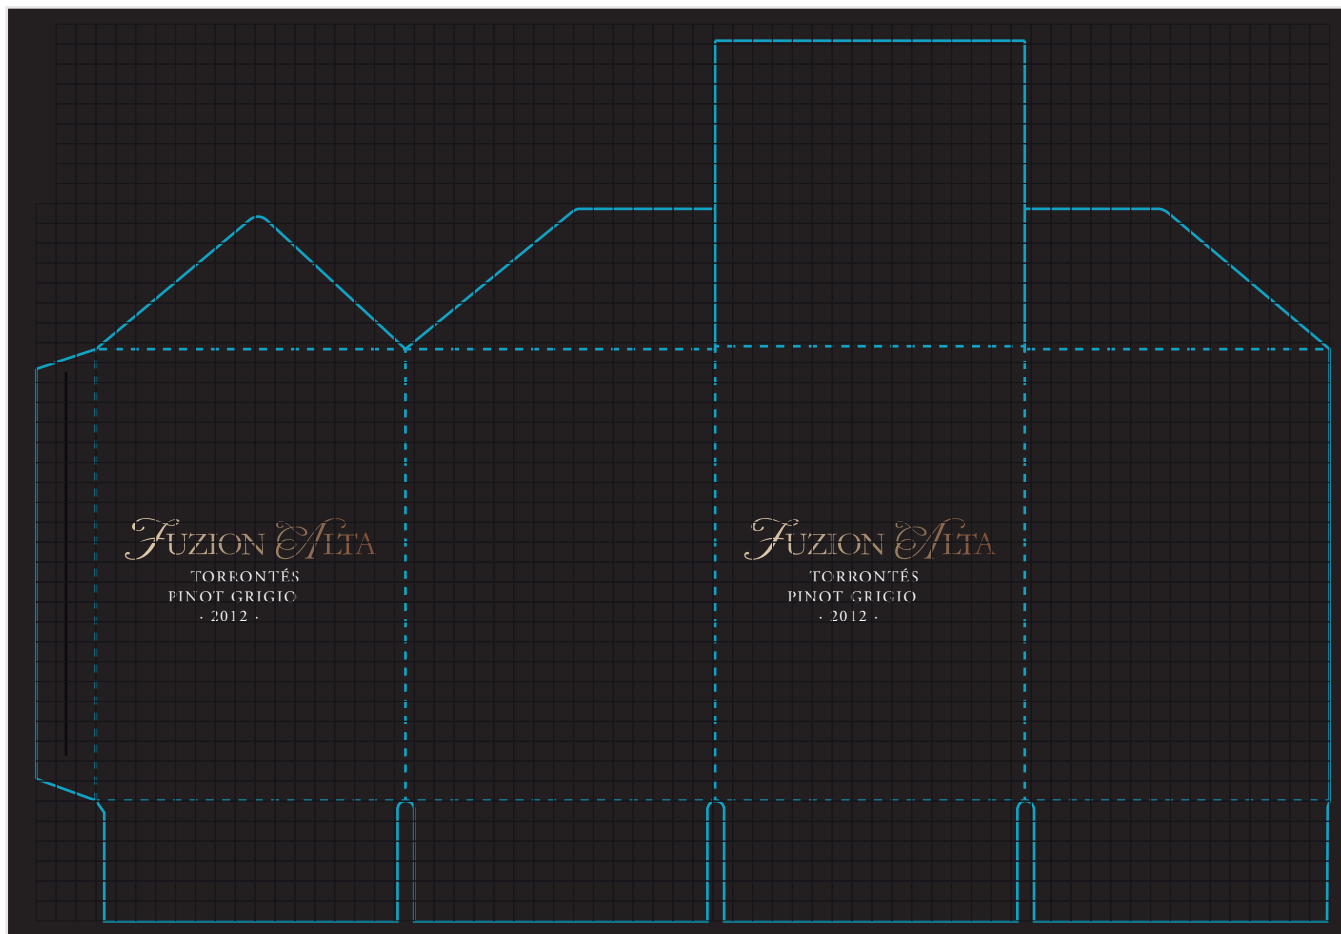 FUZION ALTA
TORRONTÉS
PINOT GRIGIO
· 2012 ·
FUZION ALTA
TORRONTÉS
PINOT GRIGIO
· 2012 ·